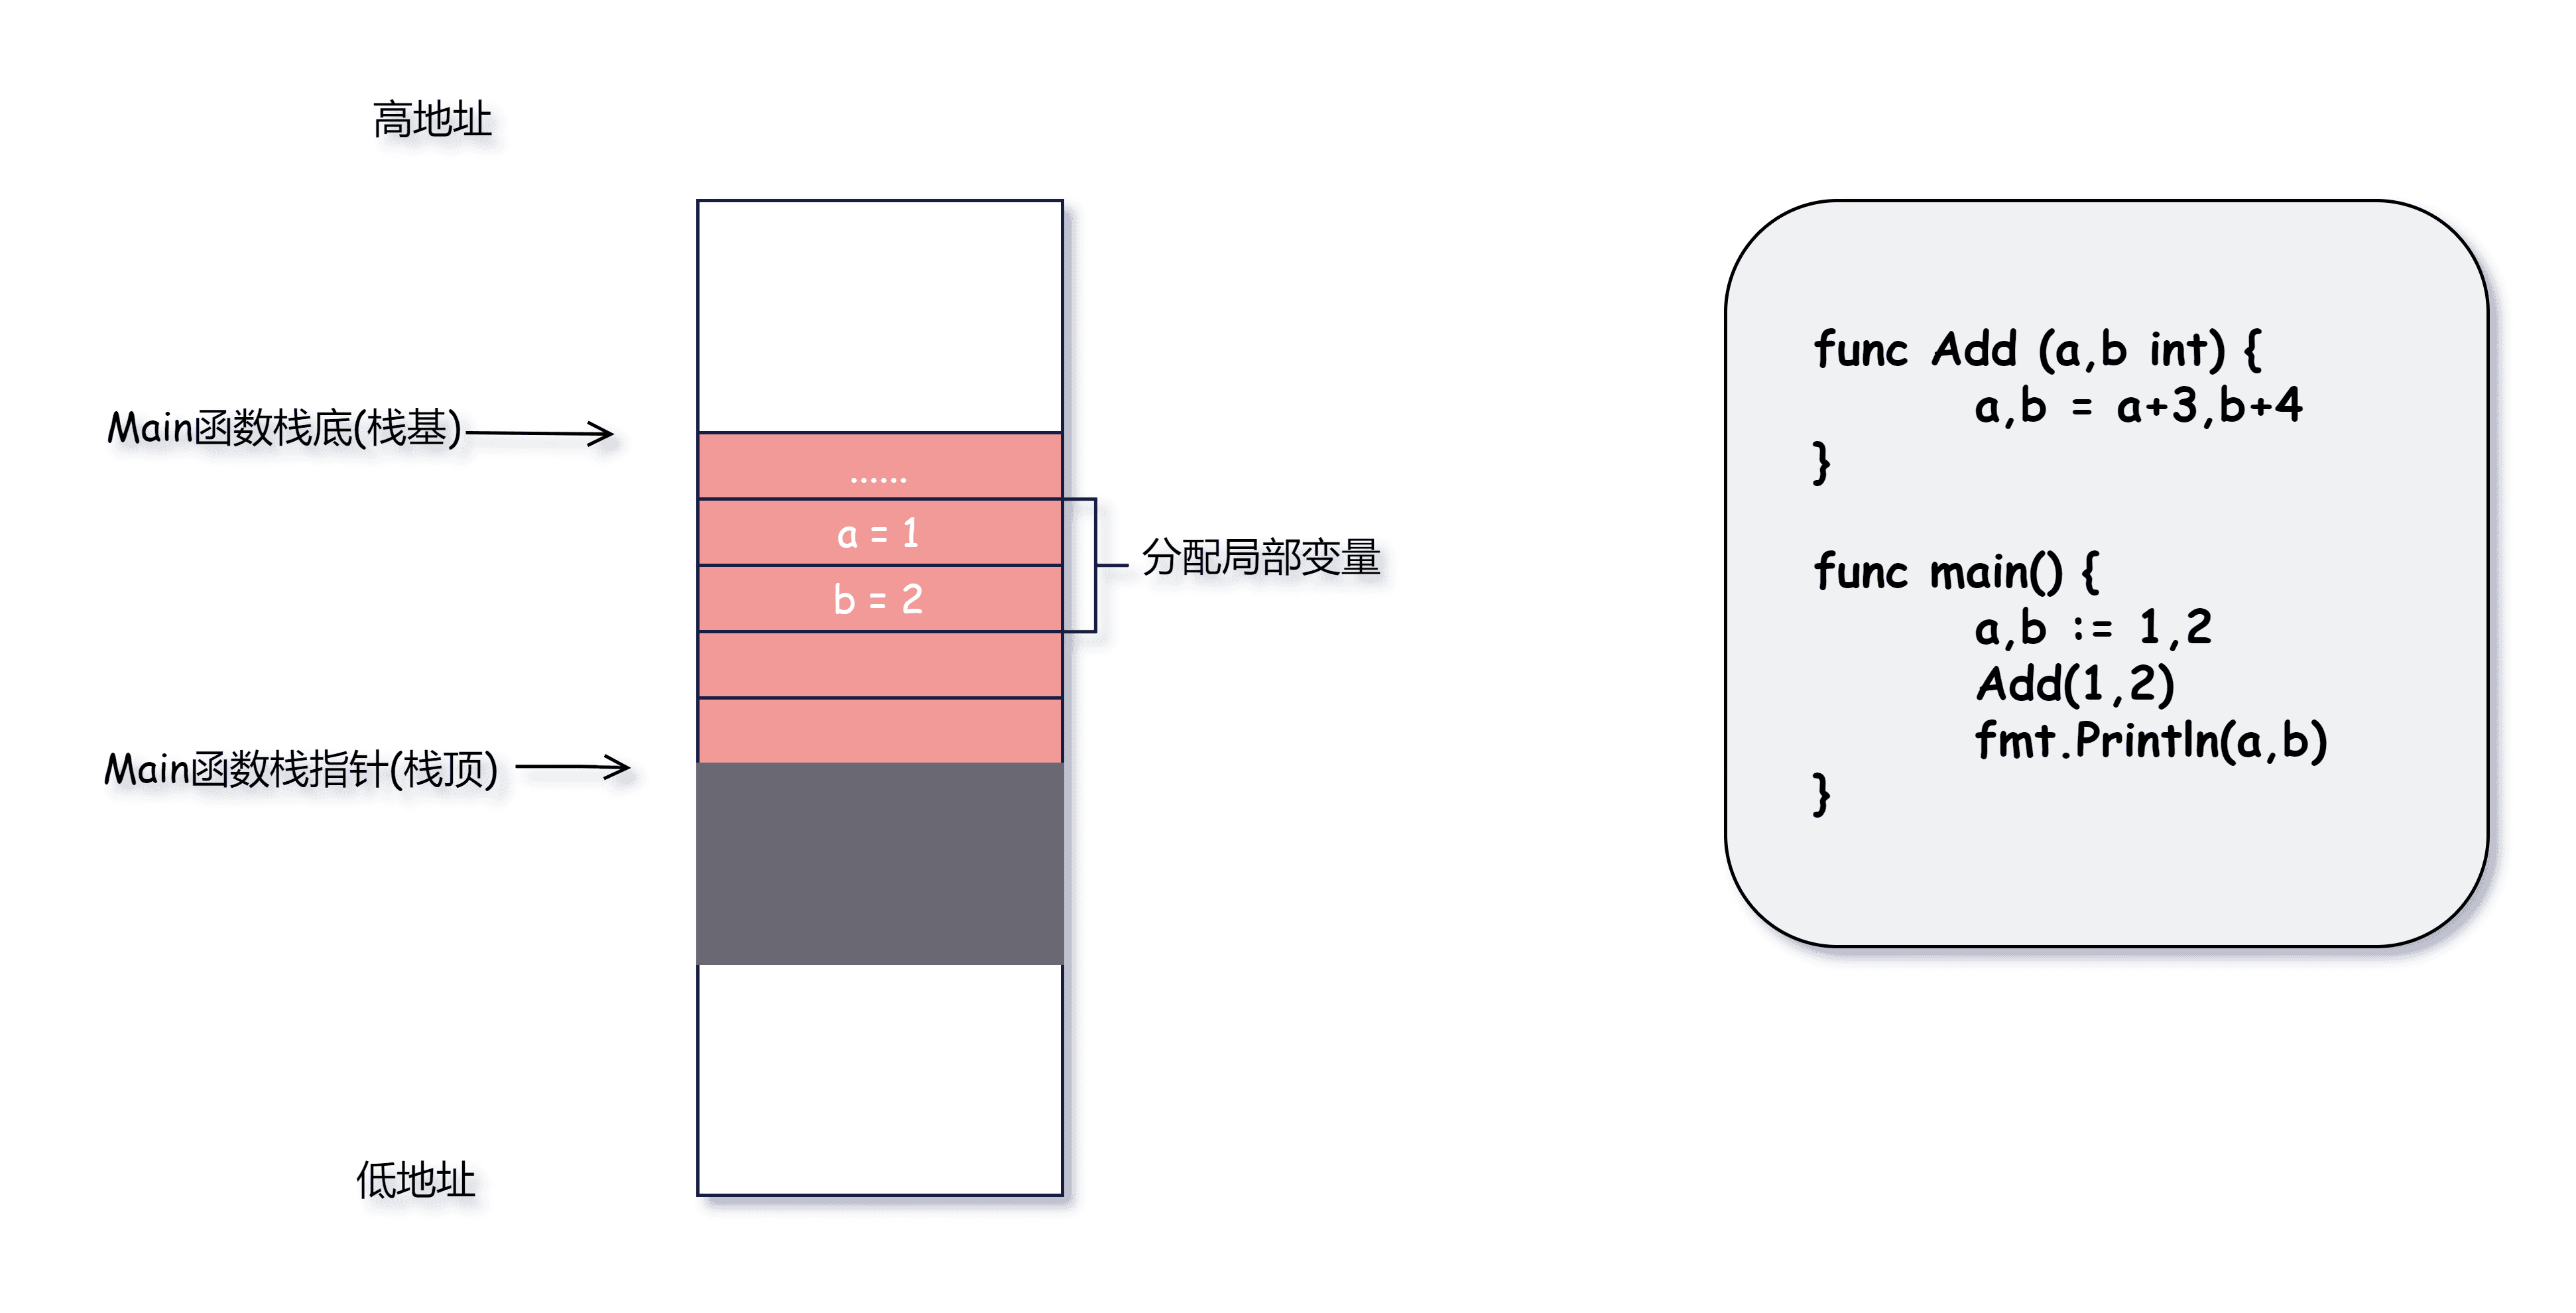 高地址
Main函数栈底(栈基)
......
a = 1
b = 2
分配局部变量
Main函数栈指针(栈顶)
低地址
func Add (a,b int) {
a,b = a+3,b+4
}
func main() {
a,b := 1,2
Add(1,2)
fmt.Println(a,b)
}